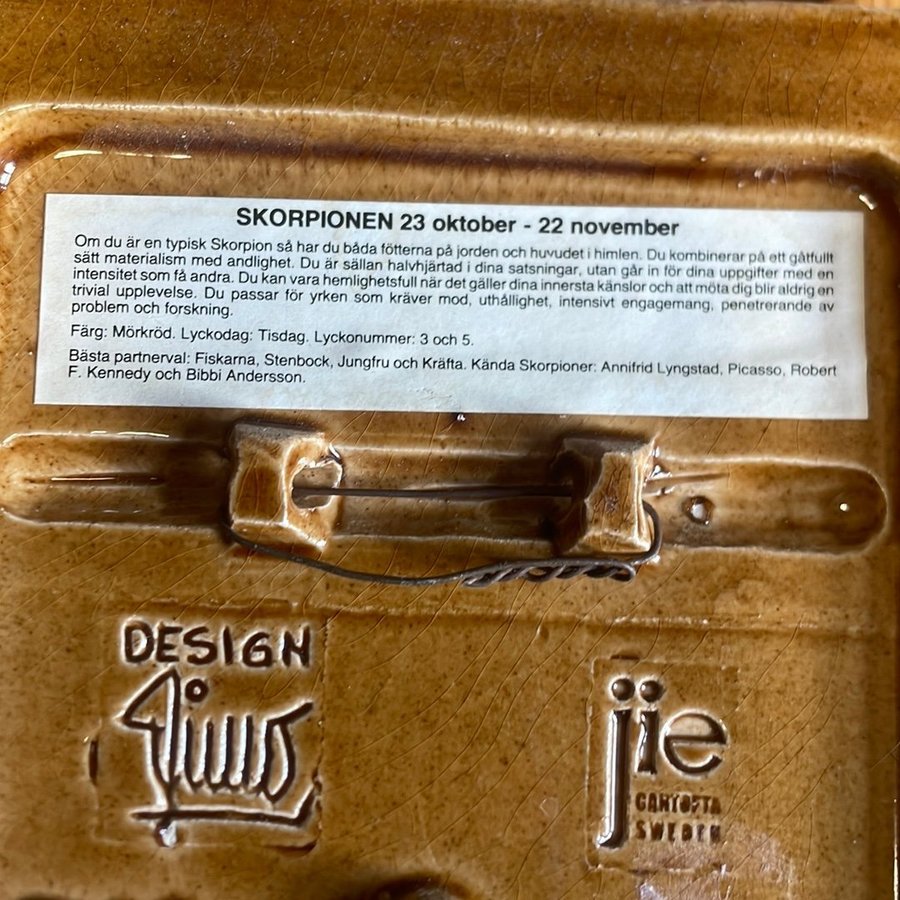 SKORPIONEN 23 oktober - 22 november
Om du är en typisk Skorpion så har du båda fötterna på jorden och huvudet i himlen. Du kombinerar på ett gåtfullt
sätt materialism med andlighet. Du är sällan halvhjärtad i dina satsningar, utan går in för dina uppgifter med en
intensitet som få andra. Du kan vara hemlighetsfull när det gäller dina innersta känslor och att möta dig blir aldrig en
trivial upplevelse. Du passar för yrken som kräver mod, uthållighet, intensivt engagemang, penetrerande av
problem och forskning.
Färg: Mörkröd. Lyckodag: Tisdag. Lyckonummer: 3 och 5.
Bästa partnerval: Fiskarna, Stenbock, Jungfru och Kräfta. Kända Skorpioner: Annifrid Lyngstad, Picasso, Robert
F. Kennedy och Bibbi Andersson.
DESIGN
jie
GANTOFTA
SWEDEN